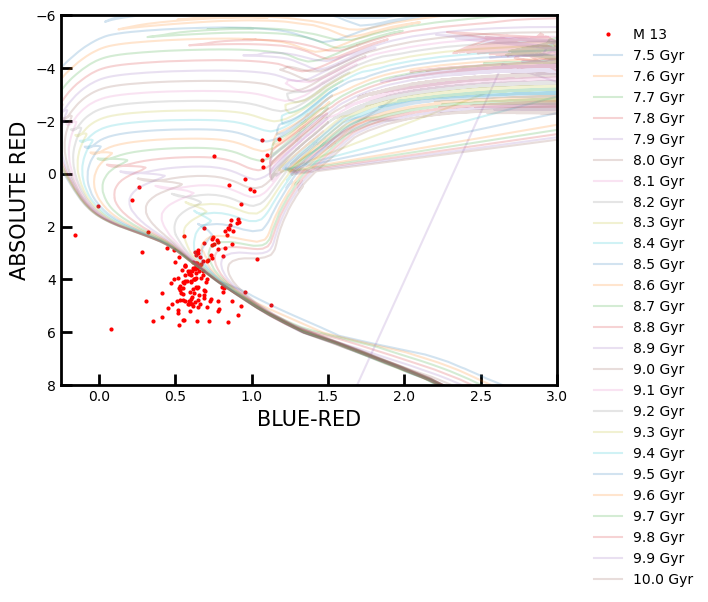 −6
−4
−2
0
2
4
6
8
ABSOLUTE RED
0.0 0.5 1.0 1.5 2.0 2.5 3.0
BLUE-RED
M 13
7.5 Gyr
7.6 Gyr
7.7 Gyr
7.8 Gyr
7.9 Gyr
8.0 Gyr
8.1 Gyr
8.2 Gyr
8.3 Gyr
8.4 Gyr
8.5 Gyr
8.6 Gyr
8.7 Gyr
8.8 Gyr
8.9 Gyr
9.0 Gyr
9.1 Gyr
9.2 Gyr
9.3 Gyr
9.4 Gyr
9.5 Gyr
9.6 Gyr
9.7 Gyr
9.8 Gyr
9.9 Gyr
10.0 Gyr